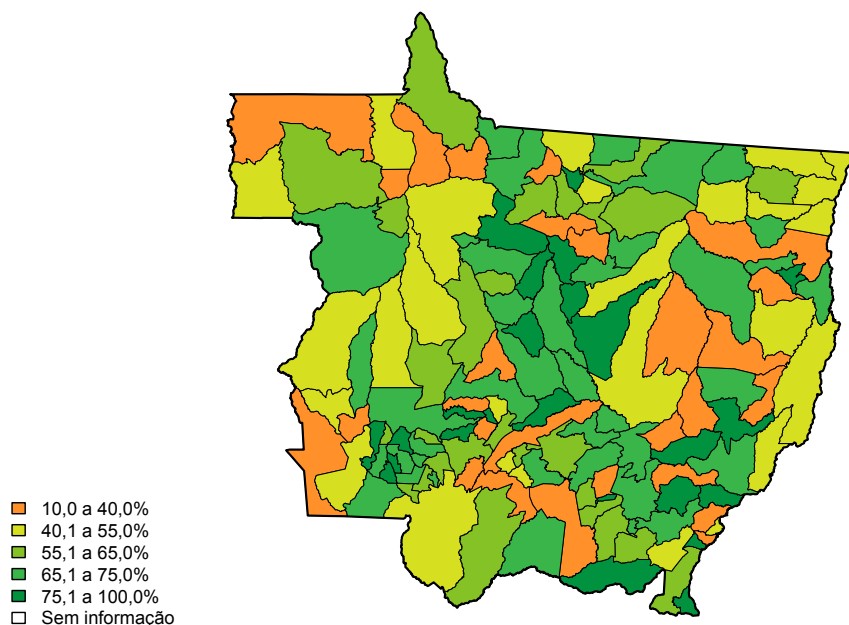 10,0 a 40,0%
40,1 a 55,0%
55,1 a 65,0%
65,1 a 75,0%
75,1 a 100,0%
Sem informação